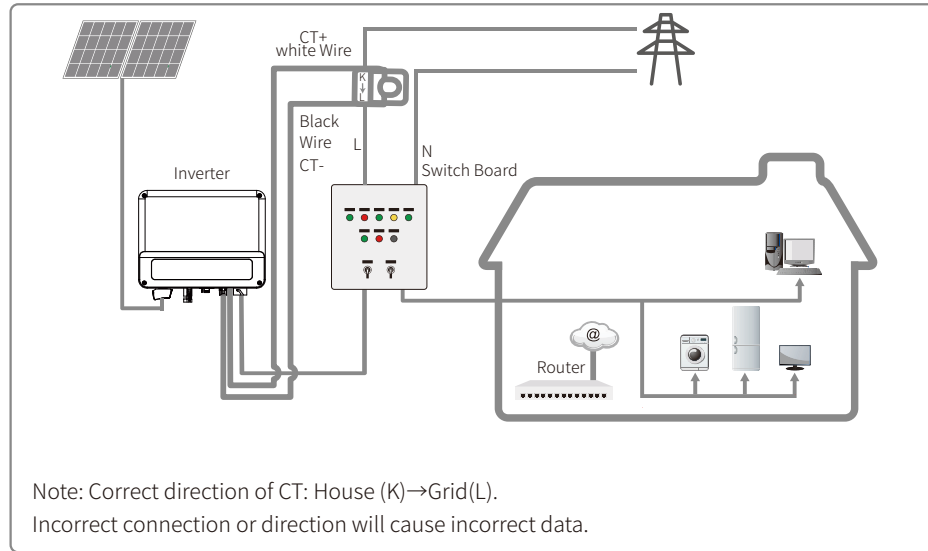 CT+
white Wire
K
↓
L
Black
Wire
CT-
L
N
Switch Board
Inverter
@
Router
Note: Correct direction of CT: House (K)→Grid(L).
Incorrect connection or direction will cause incorrect data.